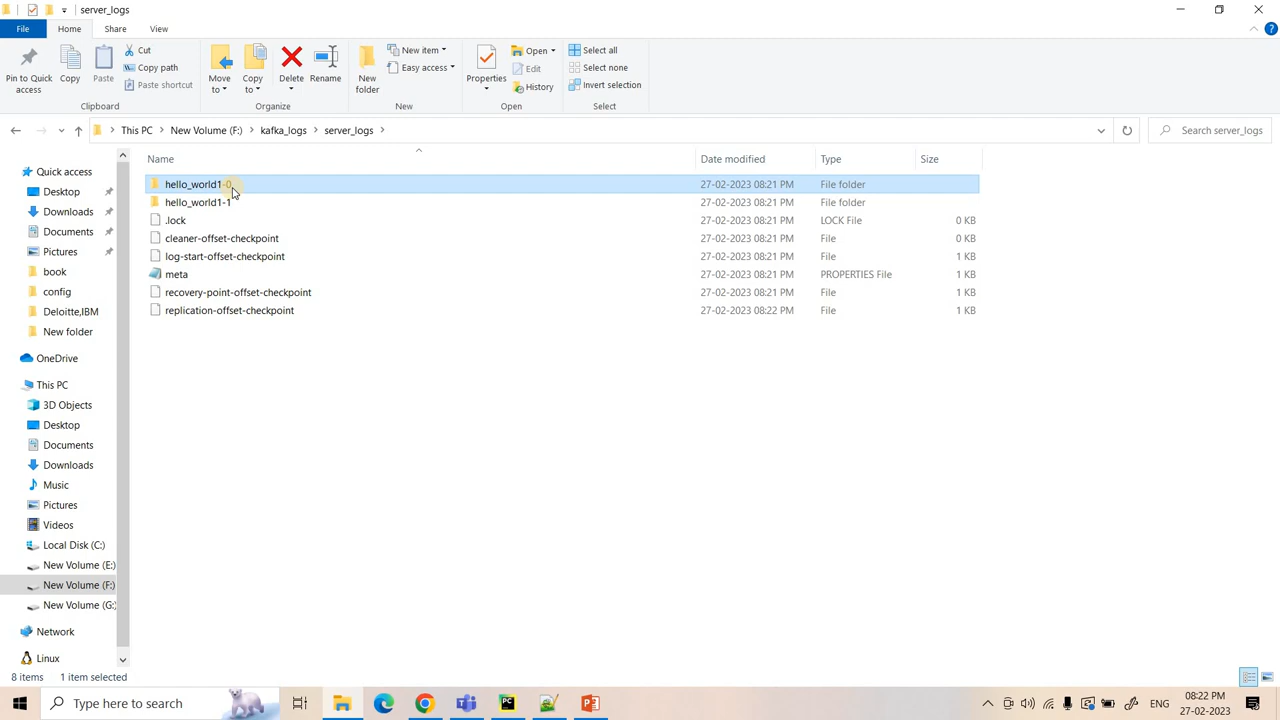 server_logs
File Home Share View
Pin to Quick access
Copy
Paste
Cut
Copy path
Paste shortcut
Clipboard
Move to
Copy to
Delete
Rename
Organize
New folder
New item
Easy access
New
Properties
Open
Edit
History
Open
Select all
Select none
Invert selection
Select
This PC > New Volume (F:) > kafka_logs > server_logs >
Search server_logs
Name Date modified Type Size
hello_world1-0 27-02-2023 08:21 PM File folder
hello_world1-1 27-02-2023 08:21 PM File folder
.lock 27-02-2023 08:21 PM LOCK File 0 KB
cleaner-offset-checkpoint 27-02-2023 08:21 PM File 0 KB
log-start-offset-checkpoint 27-02-2023 08:21 PM File 1 KB
meta 27-02-2023 08:21 PM PROPERTIES File 1 KB
recovery-point-offset-checkpoint 27-02-2023 08:21 PM File 1 KB
replication-offset-checkpoint 27-02-2023 08:22 PM File 1 KB
Quick access
Desktop
Downloads
Documents
Pictures
book
config
Deloitte,IBM
New folder
OneDrive
This PC
3D Objects
Desktop
Documents
Downloads
Music
Pictures
Videos
Local Disk (C:)
New Volume (E:)
New Volume (F:)
New Volume (G:)
Network
Linux
8 items 1 item selected
Type here to search
PC
ENG
08:22 PM
27-02-2023